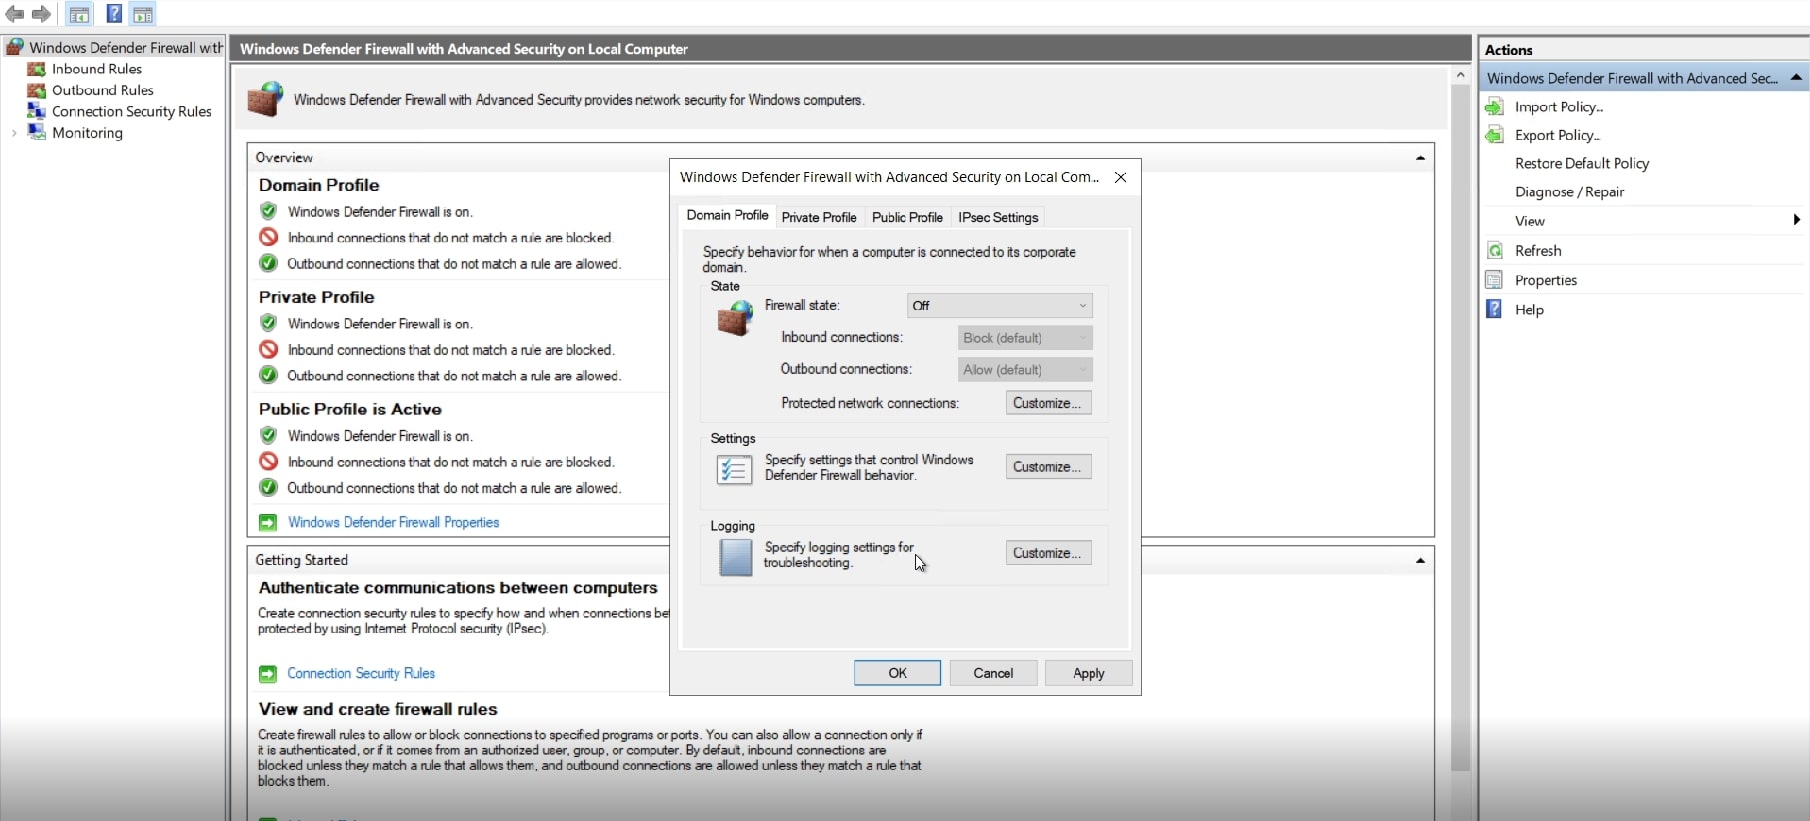 Windows Defender Firewall with
Inbound Rules
Outbound Rules
Connection Security Rules
Monitoring
Windows Defender Firewall with Advanced Security on Local Computer
Windows Defender Firewall with Advanced Security provides network security for Windows computers.
Overview
Domain Profile
Windows Defender Firewall is on.
Inbound connections that do not match a rule are blocked.
Outbound connections that do not match a rule are allowed.
Private Profile
Windows Defender Firewall is on.
Inbound connections that do not match a rule are blocked.
Outbound connections that do not match a rule are allowed.
Public Profile is Active
Windows Defender Firewall is on.
Inbound connections that do not match a rule are blocked.
Outbound connections that do not match a rule are allowed.
Windows Defender Firewall Properties
Getting Started
Authenticate communications between computers
Create connection security rules to specify how and when connections be
protected by using Internet Protocol security (IPsec).
Connection Security Rules
View and create firewall rules
Create firewall rules to allow or block connections to specified programs or ports. You can also allow a connection only if
it is authenticated, or if it comes from an authorized user, group, or computer. By default, inbound connections are
blocked unless they match a rule that allows them, and outbound connections are allowed unless they match a rule that
blocks them.
Windows Defender Firewall with Advanced Security on Local Com...
Domain Profile Private Profile Public Profile IPsec Settings
Specify behavior for when a computer is connected to its corporate
domain.
State
Firewall state: Off
Inbound connections: Block (default)
Outbound connections: Allow (default)
Protected network connections: Customize...
Settings
Specify settings that control Windows
Defender Firewall behavior.
Customize...
Logging
Specify logging settings for
troubleshooting.
Customize...
OK Cancel Apply
Actions
Windows Defender Firewall with Advanced Sec...
Import Policy...
Export Policy...
Restore Default Policy
Diagnose / Repair
View
Refresh
Properties
Help